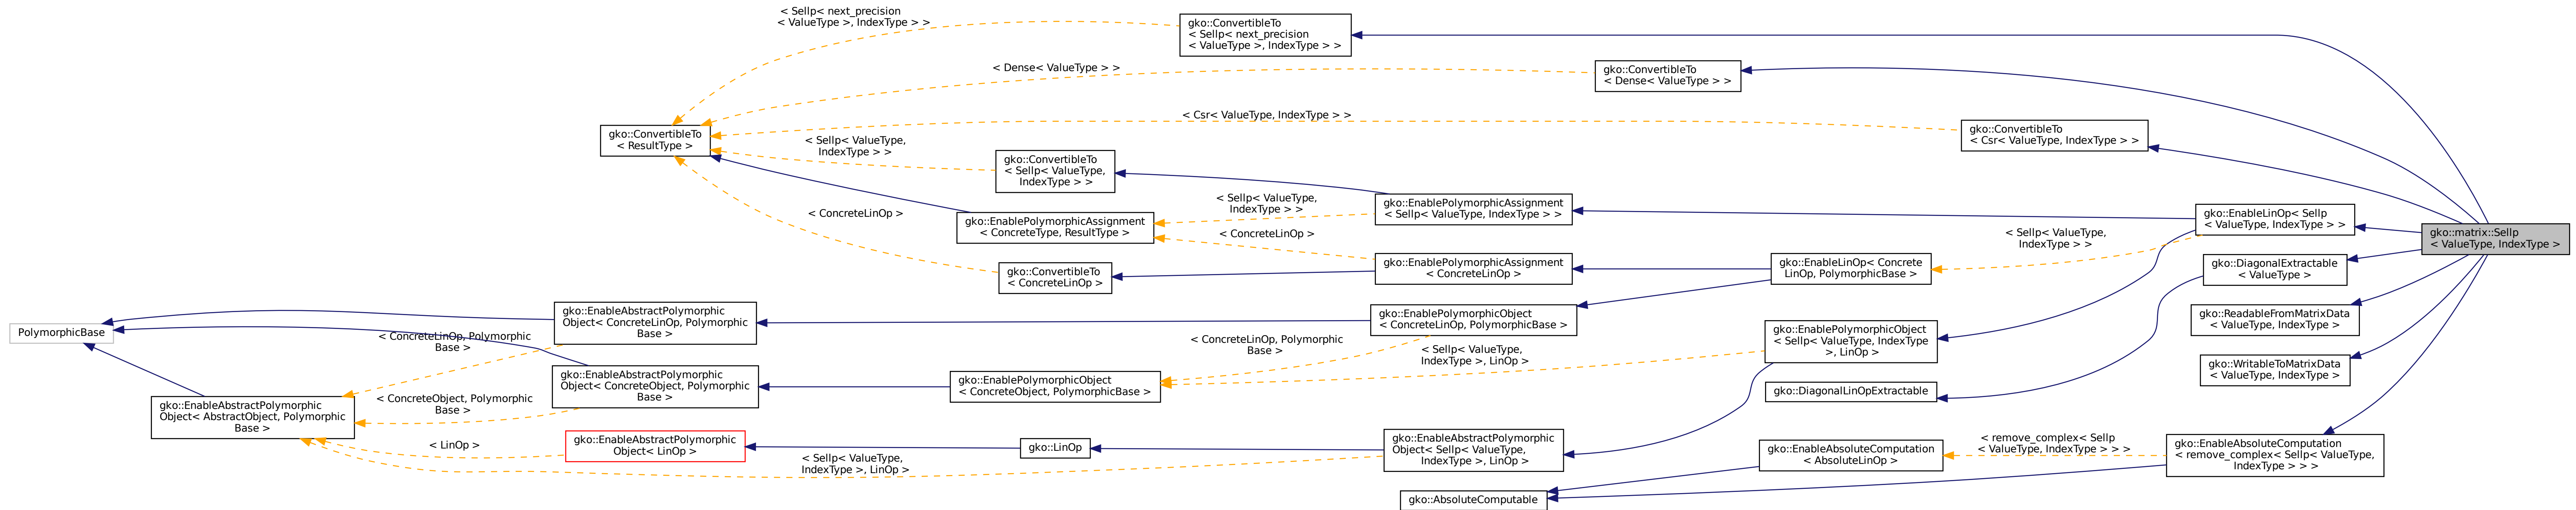 < Sellp< next_precision
< ValueType >, IndexType > >
gko::ConvertibleTo
< Sellp< next_precision
< ValueType >, IndexType > >
< Dense< ValueType > >
gko::ConvertibleTo
< Dense< ValueType > >
gko::ConvertibleTo
< ResultType >
< Csr< ValueType, IndexType > >
gko::ConvertibleTo
< Csr< ValueType, IndexType > >
< Sellp< ValueType,
IndexType > >
gko::ConvertibleTo
< Sellp< ValueType,
IndexType > >
< ConcreteLinOp >
gko::EnablePolymorphicAssignment
< ConcreteType, ResultType >
< Sellp< ValueType,
IndexType > >
gko::EnablePolymorphicAssignment
< Sellp< ValueType, IndexType > >
< ConcreteLinOp >
gko::EnableLinOp< Sellp
< ValueType, IndexType > >
gko::matrix::Sellp
< ValueType, IndexType >
< Sellp< ValueType,
IndexType > >
gko::ConvertibleTo
< ConcreteLinOp >
gko::EnablePolymorphicAssignment
< ConcreteLinOp >
gko::EnableLinOp< Concrete
LinOp, PolymorphicBase >
gko::DiagonalExtractable
< ValueType >
PolymorphicBase
gko::EnableAbstractPolymorphic
Object< ConcreteLinOp, Polymorphic
Base >
gko::EnablePolymorphicObject
< ConcreteLinOp, PolymorphicBase >
gko::ReadableFromMatrixData
< ValueType, IndexType >
< ConcreteLinOp, Polymorphic
Base >
< ConcreteLinOp, Polymorphic
Base >
< Sellp< ValueType,
IndexType >, LinOp >
gko::EnablePolymorphicObject
< Sellp< ValueType, IndexType
>, LinOp >
gko::WritableToMatrixData
< ValueType, IndexType >
gko::EnableAbstractPolymorphic
Object< ConcreteObject, Polymorphic
Base >
gko::EnablePolymorphicObject
< ConcreteObject, PolymorphicBase >
gko::DiagonalLinOpExtractable
gko::EnableAbstractPolymorphic
Object< AbstractObject, Polymorphic
Base >
< ConcreteObject, Polymorphic
Base >
< LinOp >
gko::EnableAbstractPolymorphic
Object< LinOp >
gko::LinOp
gko::EnableAbstractPolymorphic
Object< Sellp< ValueType,
IndexType >, LinOp >
< Sellp< ValueType,
IndexType >, LinOp >
gko::EnableAbsoluteComputation
< AbsoluteLinOp >
< remove_complex< Sellp
< ValueType, IndexType > > >
gko::EnableAbsoluteComputation
< remove_complex< Sellp< ValueType,
IndexType > > >
gko::AbsoluteComputable